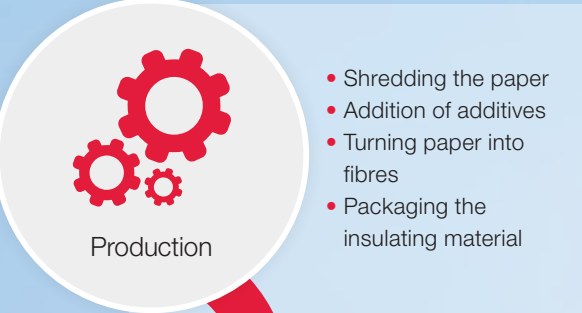 Production
• Shredding the paper
• Addition of additives
• Turning paper into
fibres
• Packaging the
insulating material